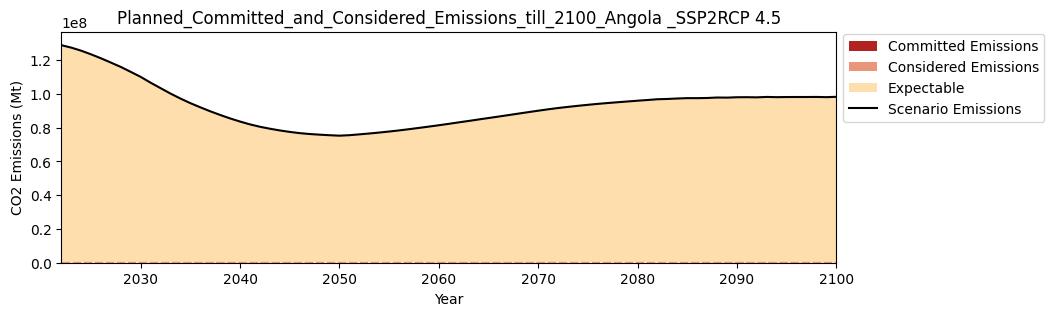 Planned_Committed_and_Considered_Emissions_till_2100_Angola _SSP2RCP 4.5
1e8
CO2 Emissions (Mt)
1.2
1.0
0.8
0.6
0.4
0.2
0.0
2030 2040 2050 2060 2070 2080 2090 2100
Year
Committed Emissions
Considered Emissions
Expectable
Scenario Emissions